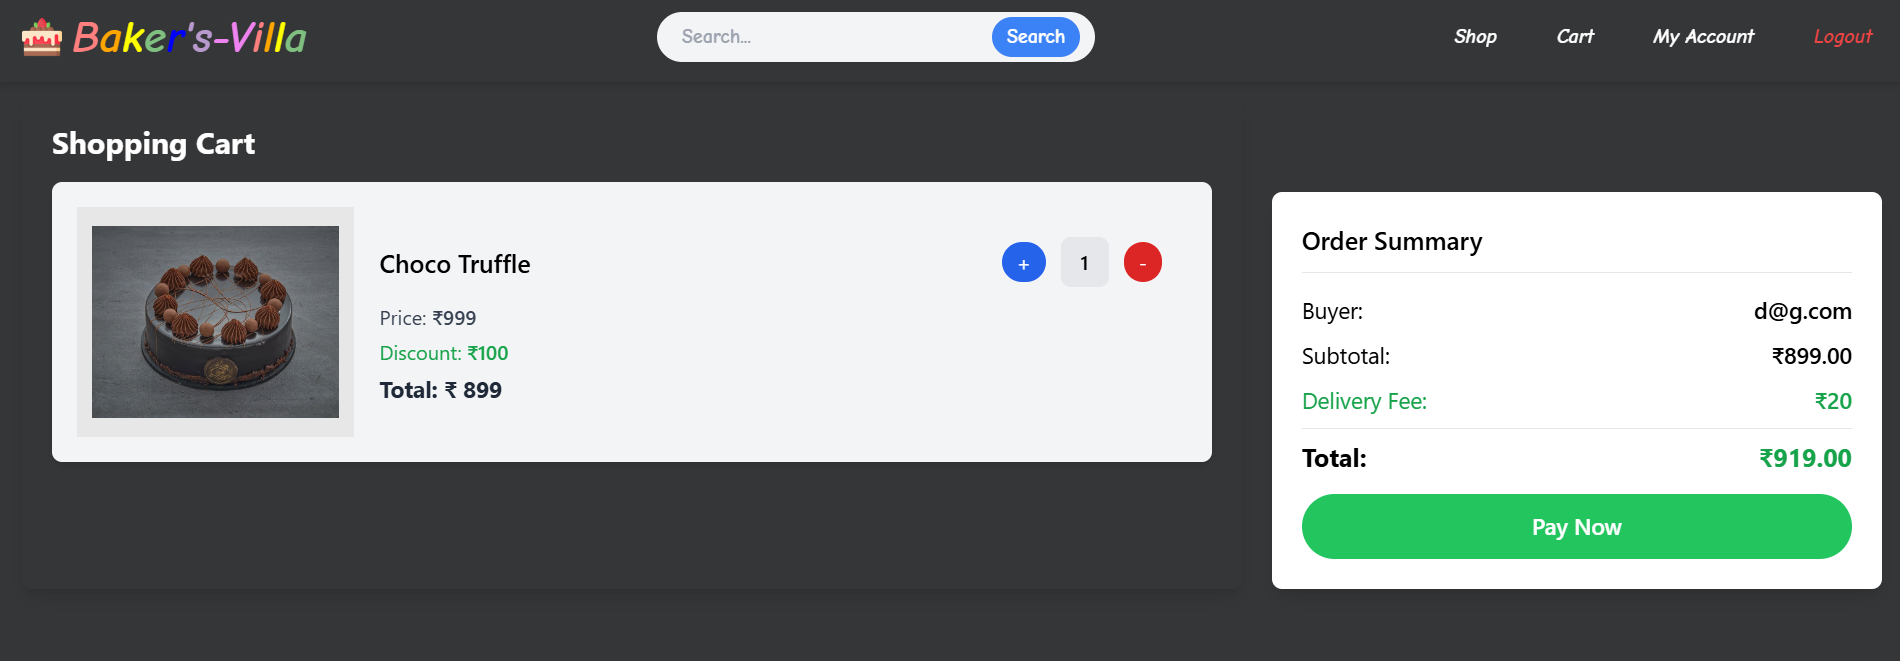 Baker's-Villa
Search...
Search
Shop
Cart
My Account
Logout
Shopping Cart
Choco Truffle
+
1
-
Price: ₹999
Discount: ₹100
Total: ₹ 899
Order Summary
Buyer: d@g.com
Subtotal: ₹899.00
Delivery Fee: ₹20
Total: ₹919.00
Pay Now